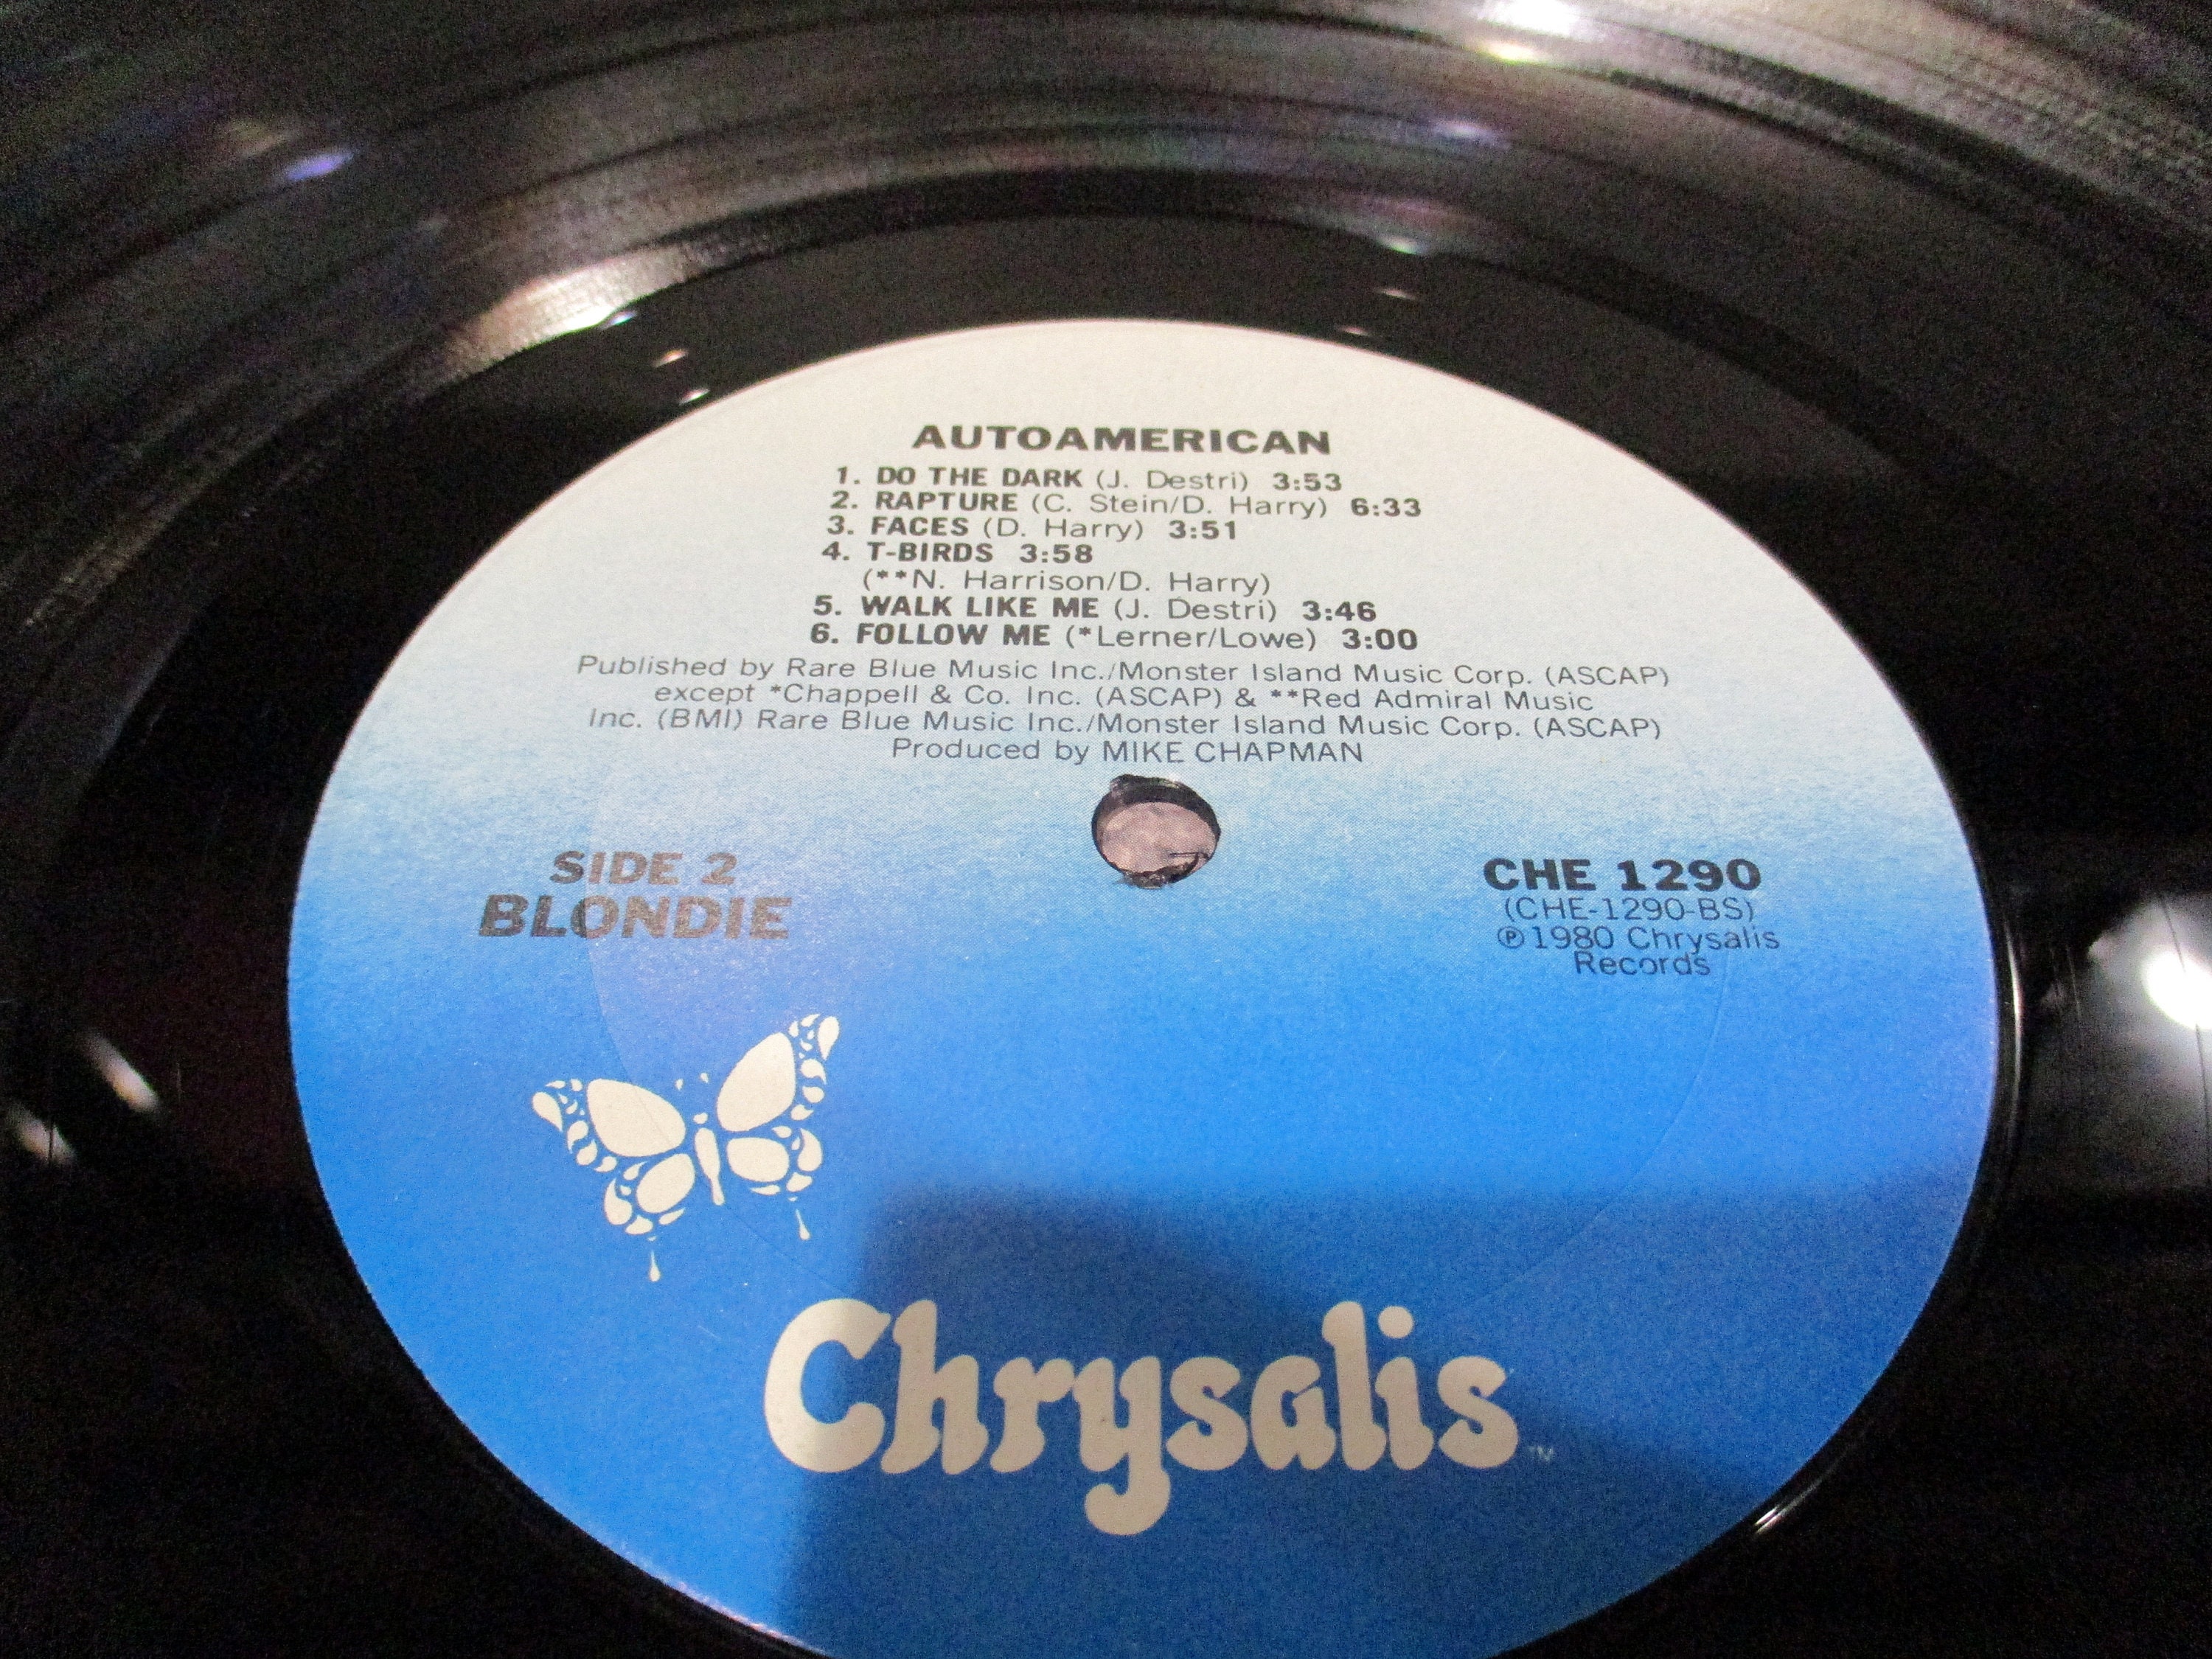 AUTOAMERICAN
1. DO THE DARK (J. Destri) 3:53
2. RAPTURE (C. Stein/D. Harry) 6:33
3. FACES (D. Harry) 3:51
4. T-BIRDS 3:58
(**N. Harrison/D. Harry)
5. WALK LIKE ME (J. Destri) 3:46
6. FOLLOW ME (*Lerner/Lowe) 3:00
Published by Rare Blue Music Inc./Monster Island Music Corp. (ASCAP)
except *Chappell & Co. Inc. (ASCAP) & **Red Admiral Music
Inc. (BMI) Rare Blue Music Inc./Monster Island Music Corp. (ASCAP)
Produced by MIKE CHAPMAN
SIDE 2
BLONDIE
CHE 1290
(CHE-1290-BS)
℗1980 Chrysalis
Records
Chrysalis™